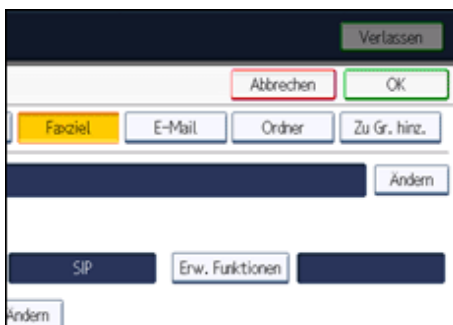 Verlassen
Abbrechen OK
Faxziel E-Mail Ordner Zu Gr. hinz.
Ändern
SIP Erw. Funktionen
Ändern